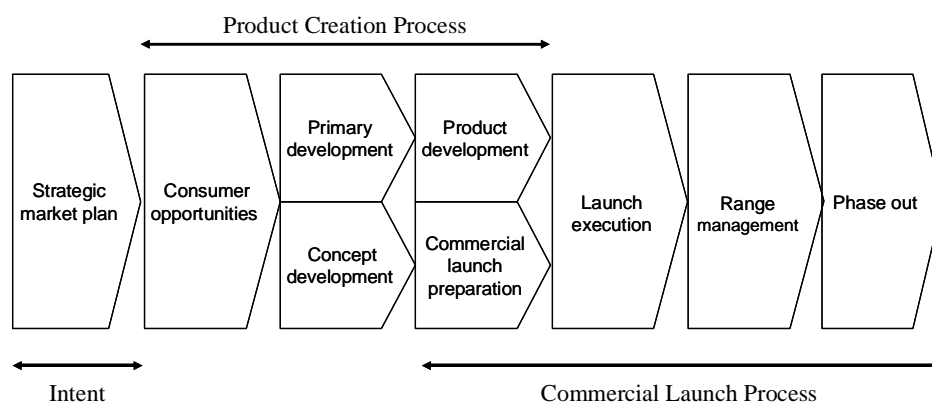 Product Creation Process
Strategic
market plan
Consumer
opportunities
Primary
development
Concept
development
Product
development
Commercial
launch
preparation
Launch
execution
Range
management
Phase out
Intent
Commercial Launch Process